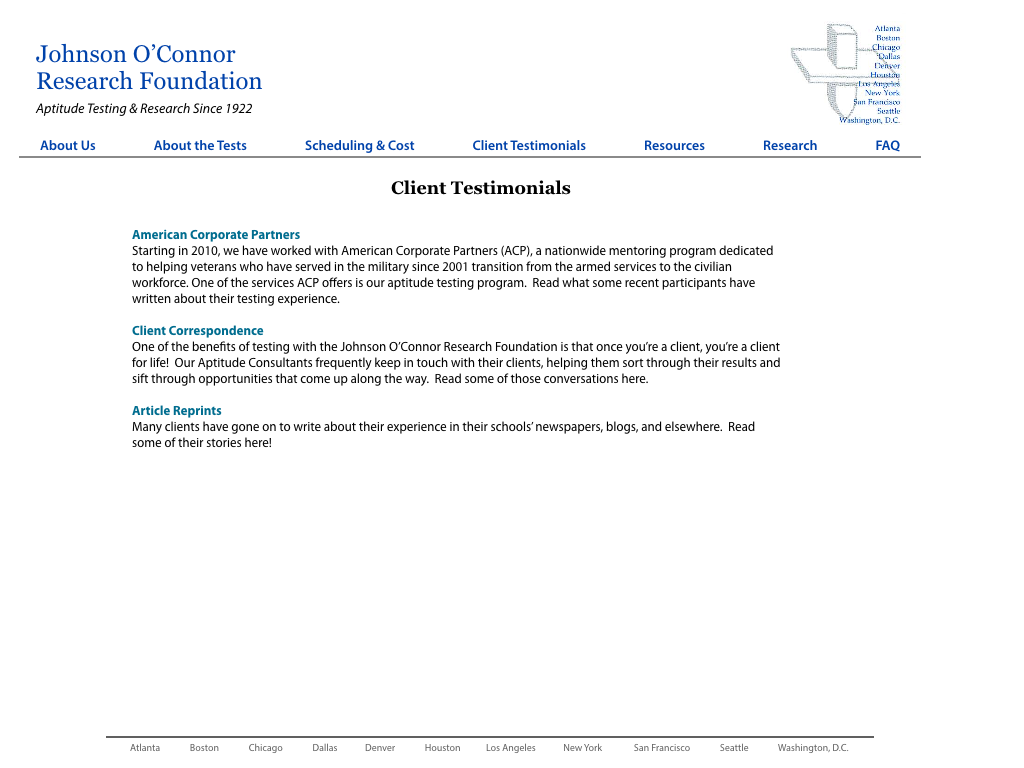 Johnson O’Connor
Research Foundation
Aptitude Testing & Research Since 1922
Atlanta
Boston
Chicago
Dallas
Denver
Houston
Los Angeles
New York
San Francisco
Seattle
Washington, D.C.
About Us About the Tests Scheduling & Cost Client Testimonials Resources Research FAQ
Client Testimonials
American Corporate Partners
Starting in 2010, we have worked with American Corporate Partners (ACP), a nationwide mentoring program dedicated
to helping veterans who have served in the military since 2001 transition from the armed services to the civilian
workforce. One of the services ACP offers is our aptitude testing program.  Read what some recent participants have
written about their testing experience.
Client Correspondence
One of the benefits of testing with the Johnson O’Connor Research Foundation is that once you’re a client, you’re a client
for life!  Our Aptitude Consultants frequently keep in touch with their clients, helping them sort through their results and
sift through opportunities that come up along the way.  Read some of those conversations here.
Article Reprints
Many clients have gone on to write about their experience in their schools’ newspapers, blogs, and elsewhere.  Read
some of their stories here!
Atlanta Boston Chicago Dallas Denver Houston Los Angeles New York San Francisco Seattle Washington, D.C.